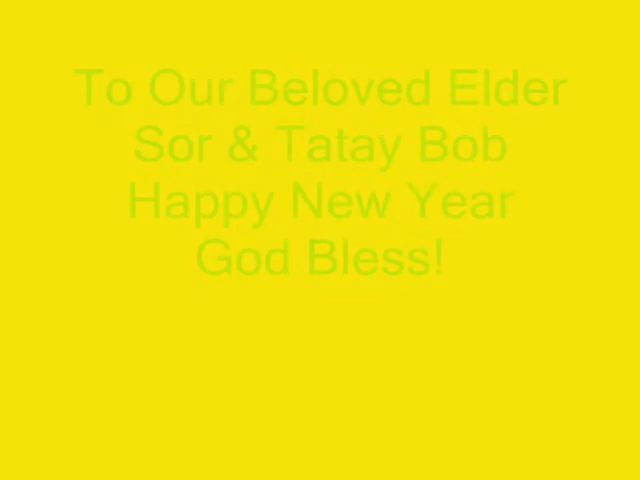 To Our Beloved Elder
Sor & Tatay Bob
Happy New Year
God Bless!